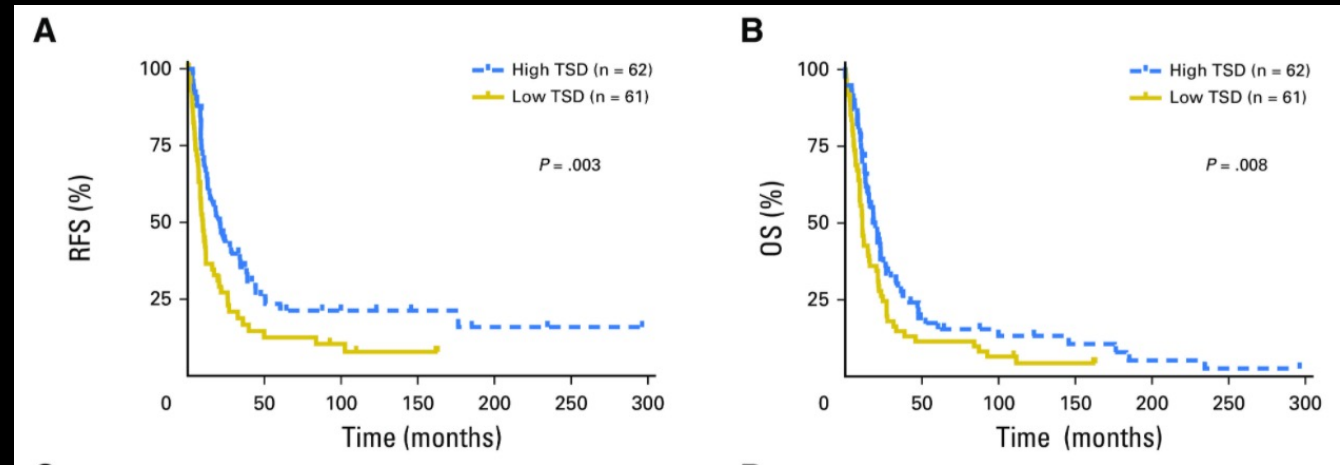 A
RFS (%)
100
75
50
25
0
50
100
150
200
250
300
Time (months)
High TSD (n = 62)
Low TSD (n = 61)
P = .003
B
OS (%)
100
75
50
25
0
50
100
150
200
250
300
Time (months)
High TSD (n = 62)
Low TSD (n = 61)
P = .008